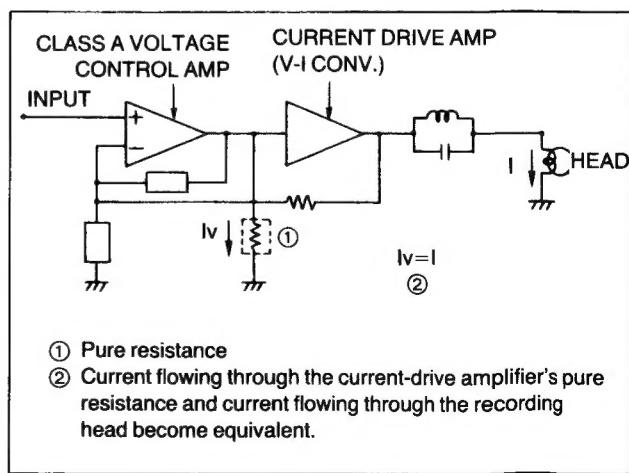 CLASS A VOLTAGE
CONTROL AMP
CURRENT DRIVE AMP
(V-I CONV.)
INPUT
+
−
I
HEAD
Iv
①
Iv=I
②
① Pure resistance
② Current flowing through the current-drive amplifier's pure
resistance and current flowing through the recording
head become equivalent.